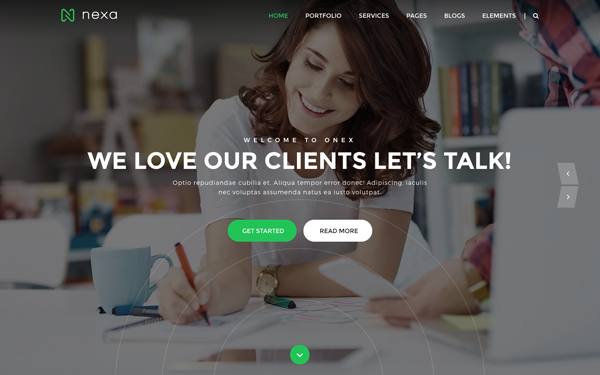 nexa
HOME PORTFOLIO SERVICES PAGES BLOGS ELEMENTS |
WELCOME TO ONEX
WE LOVE OUR CLIENTS LET'S TALK!
Optio repudiandae cubilia et. Aliqua tempor error donec! Adipiscing, iaculis
nec voluptas assumenda natus ea iusto volutpat.
GET STARTED READ MORE